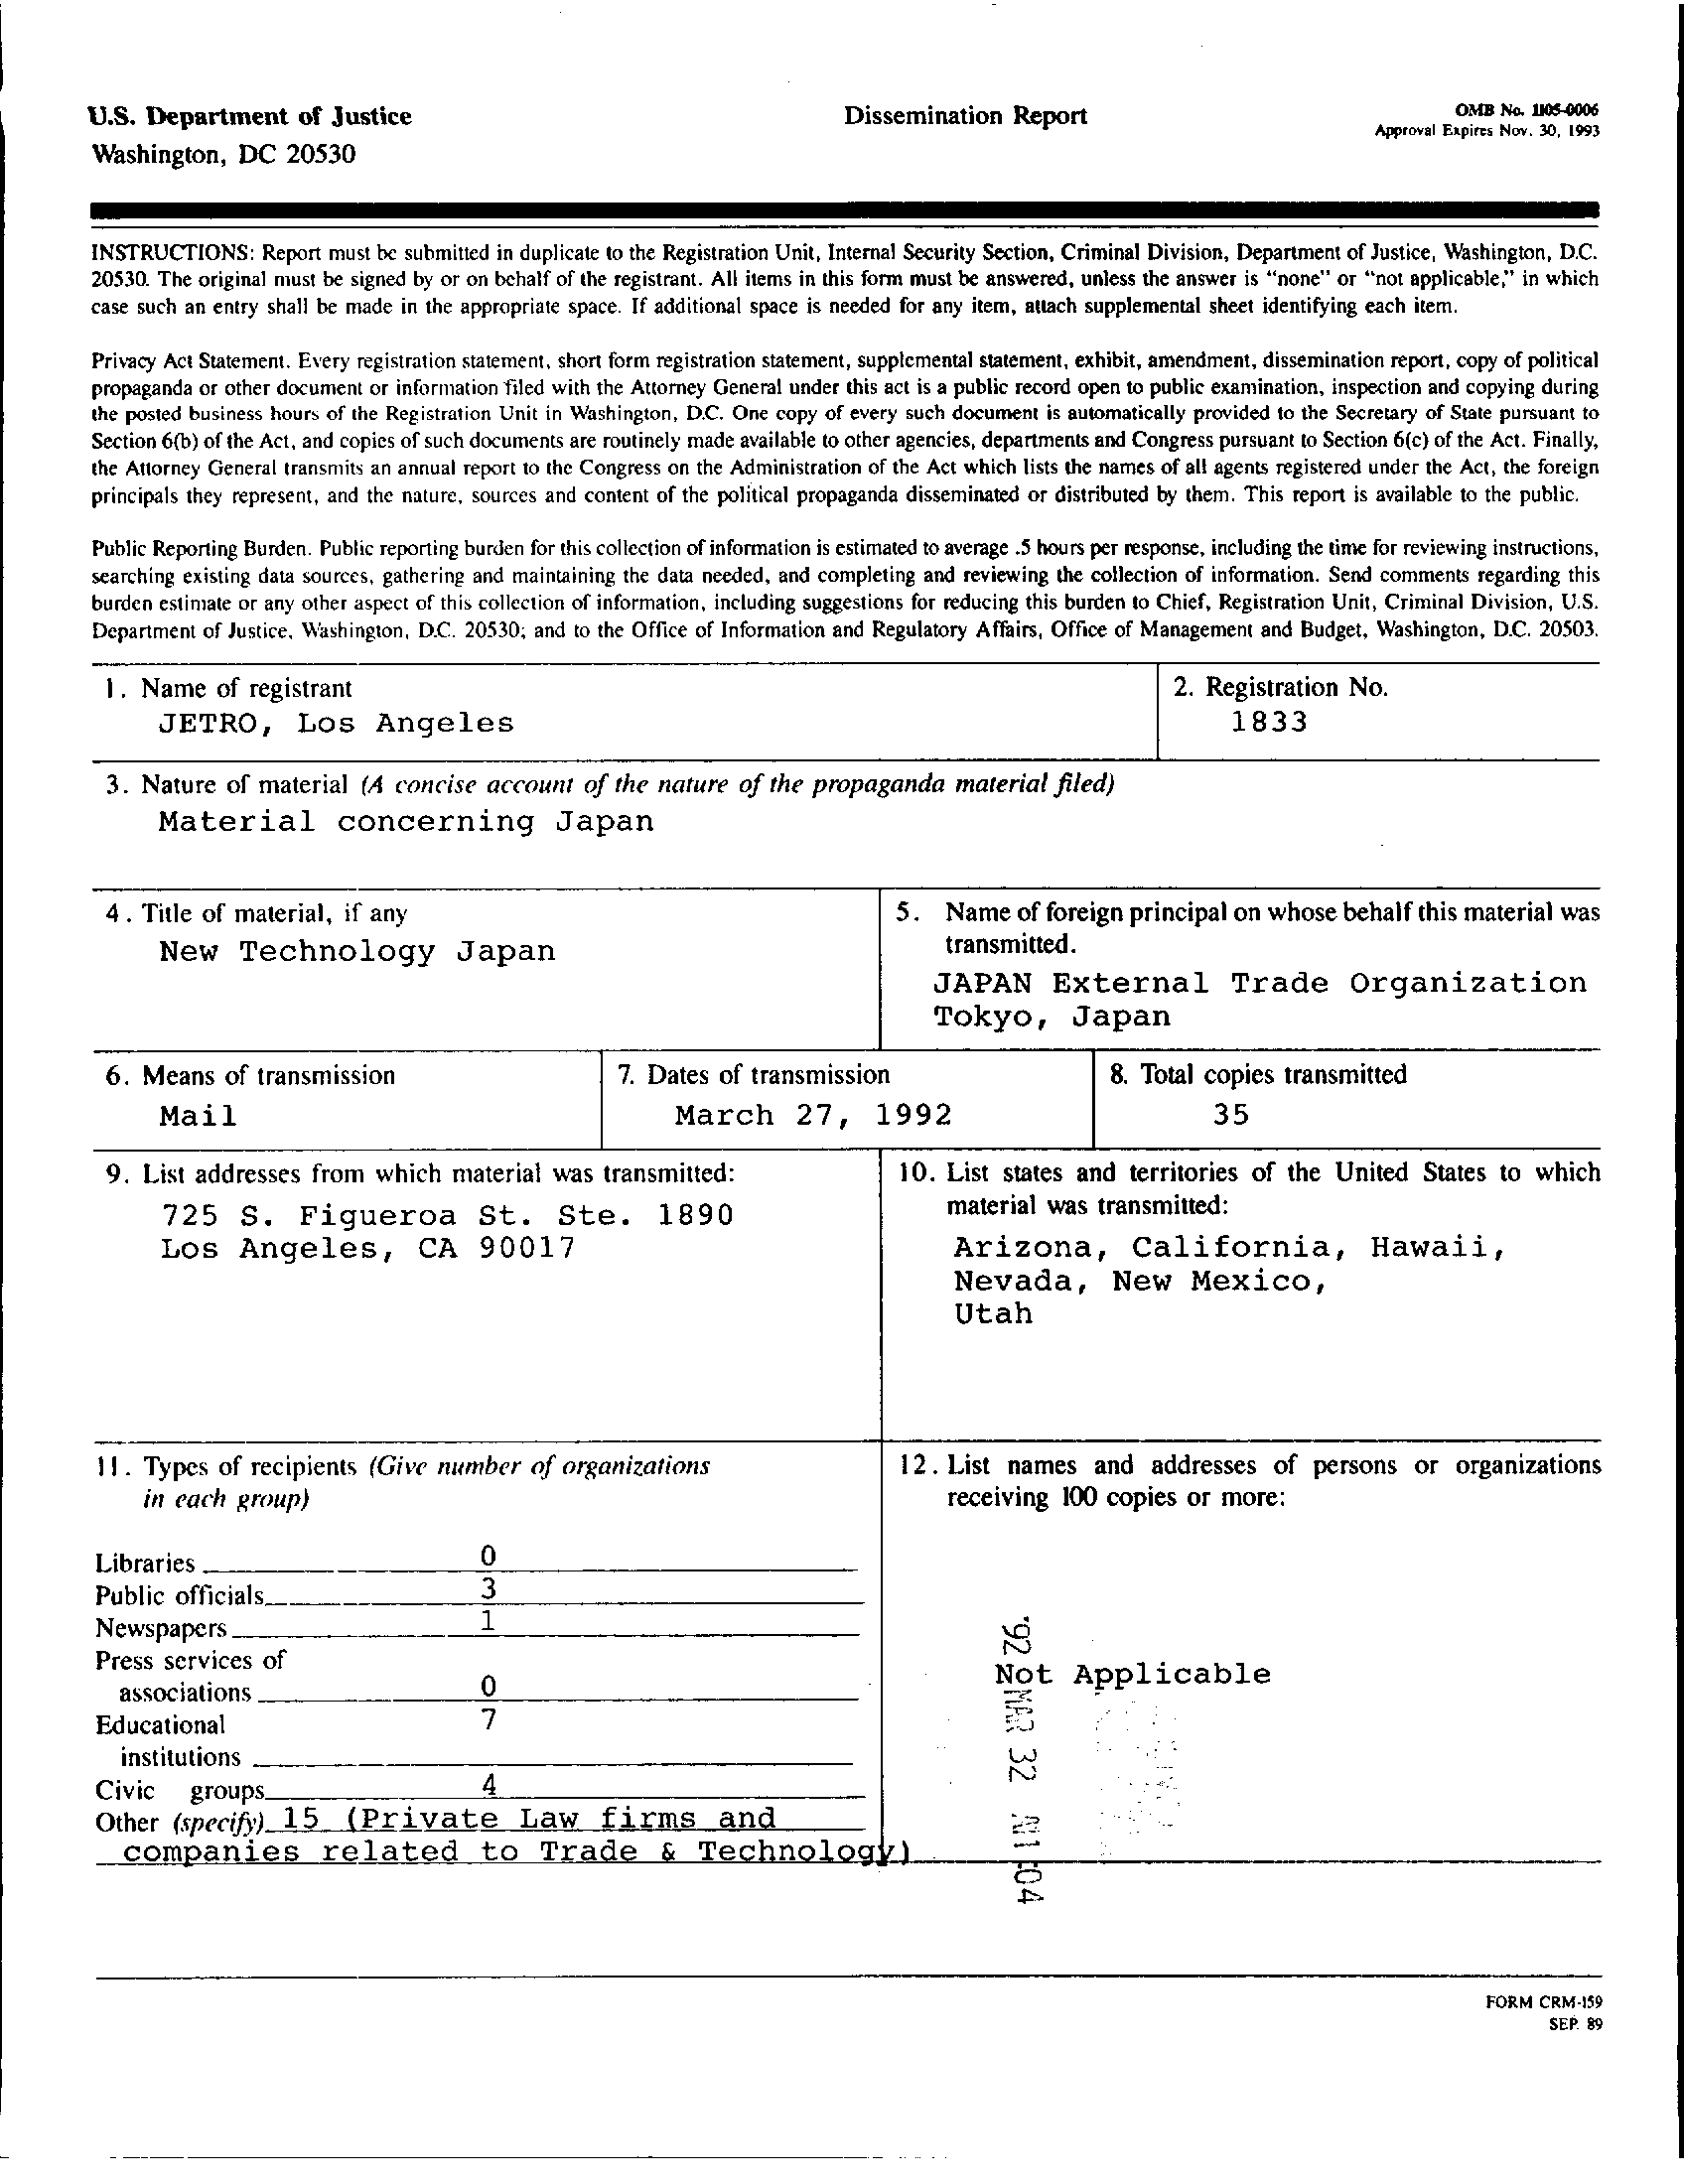 U.S. Department of Justice
Washington, DC 20530
Dissemination Report
OMB No. 1105-0006
Approval Expires Nov. 30, 1993
INSTRUCTIONS: Report must be submitted in duplicate to the Registration Unit, Internal Security Section, Criminal Division, Department of Justice, Washington, D.C.
20530. The original must be signed by or on behalf of the registrant. All items in this form must be answered, unless the answer is “none” or “not applicable,” in which
case such an entry shall be made in the appropriate space. If additional space is needed for any item, attach supplemental sheet identifying each item.
Privacy Act Statement. Every registration statement, short form registration statement, supplemental statement, exhibit, amendment, dissemination report, copy of political
propaganda or other document or information filed with the Attorney General under this act is a public record open to public examination, inspection and copying during
the posted business hours of the Registration Unit in Washington, D.C. One copy of every such document is automatically provided to the Secretary of State pursuant to
Section 6(b) of the Act, and copies of such documents are routinely made available to other agencies, departments and Congress pursuant to Section 6(c) of the Act. Finally,
the Attorney General transmits an annual report to the Congress on the Administration of the Act which lists the names of all agents registered under the Act, the foreign
principals they represent, and the nature, sources and content of the political propaganda disseminated or distributed by them. This report is available to the public.
Public Reporting Burden. Public reporting burden for this collection of information is estimated to average .5 hours per response, including the time for reviewing instructions,
searching existing data sources, gathering and maintaining the data needed, and completing and reviewing the collection of information. Send comments regarding this
burden estimate or any other aspect of this collection of information, including suggestions for reducing this burden to Chief, Registration Unit, Criminal Division, U.S.
Department of Justice, Washington, D.C. 20530; and to the Office of Information and Regulatory Affairs, Office of Management and Budget, Washington, D.C. 20503.
1. Name of registrant
JETRO, Los Angeles
2. Registration No.
1833
3. Nature of material (A concise account of the nature of the propaganda material filed)
Material concerning Japan
4. Title of material, if any
New Technology Japan
5. Name of foreign principal on whose behalf this material was
transmitted.
JAPAN External Trade Organization
Tokyo, Japan
6. Means of transmission
Mail
7. Dates of transmission
March 27, 1992
8. Total copies transmitted
35
9. List addresses from which material was transmitted:
725 S. Figueroa St. Ste. 1890
Los Angeles, CA 90017
10. List states and territories of the United States to which
material was transmitted:
Arizona, California, Hawaii,
Nevada, New Mexico,
Utah
11. Types of recipients (Give number of organizations
in each group)
Libraries 0
Public officials 3
Newspapers 1
Press services of
associations 0
Educational 7
institutions
Civic groups 4
Other (specify) 15 (Private Law firms and
companies related to Trade & Technology)
12. List names and addresses of persons or organizations
receiving 100 copies or more:
Not Applicable
'92 MAR 32 A11:04
FORM CRM-159
SEP. 89